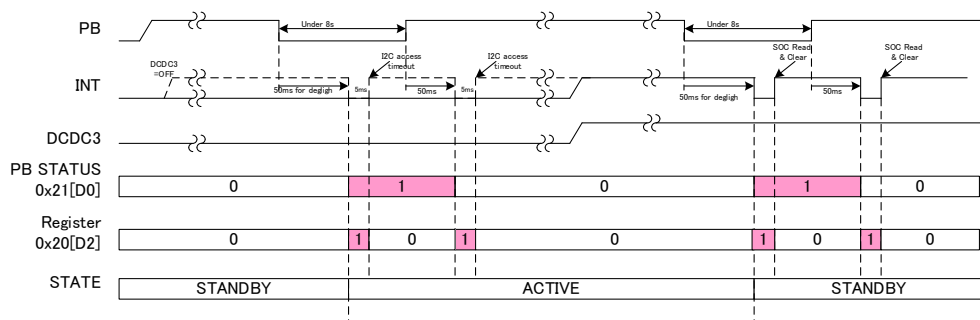 PB
Under 8s
Under 8s
INT
DCDC3
=OFF
50ms for degligh
5ms
I2C access
timeout
50ms
5ms
I2C access
timeout
50ms for degligh
SOC Read
& Clear
50ms
SOC Read
& Clear
DCDC3
PB STATUS
0x21[D0]
0 1 0 1 0
Register
0x20[D2]
0 1 0 1 0 1 0 1 0
STATE
STANDBY ACTIVE STANDBY